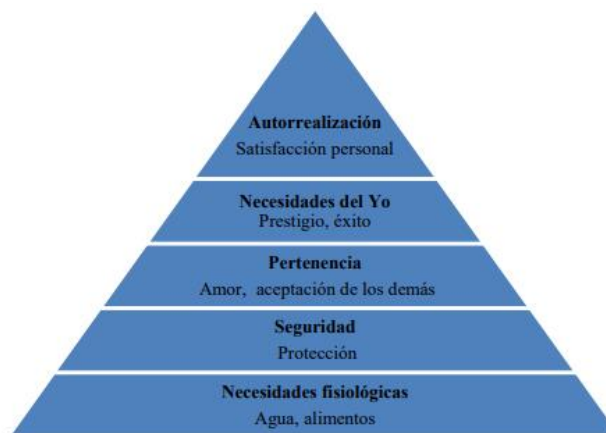 Autorrealización
Satisfacción personal
Necesidades del Yo
Prestigio, éxito
Pertenencia
Amor, aceptación de los demás
Seguridad
Protección
Necesidades fisiológicas
Agua, alimentos